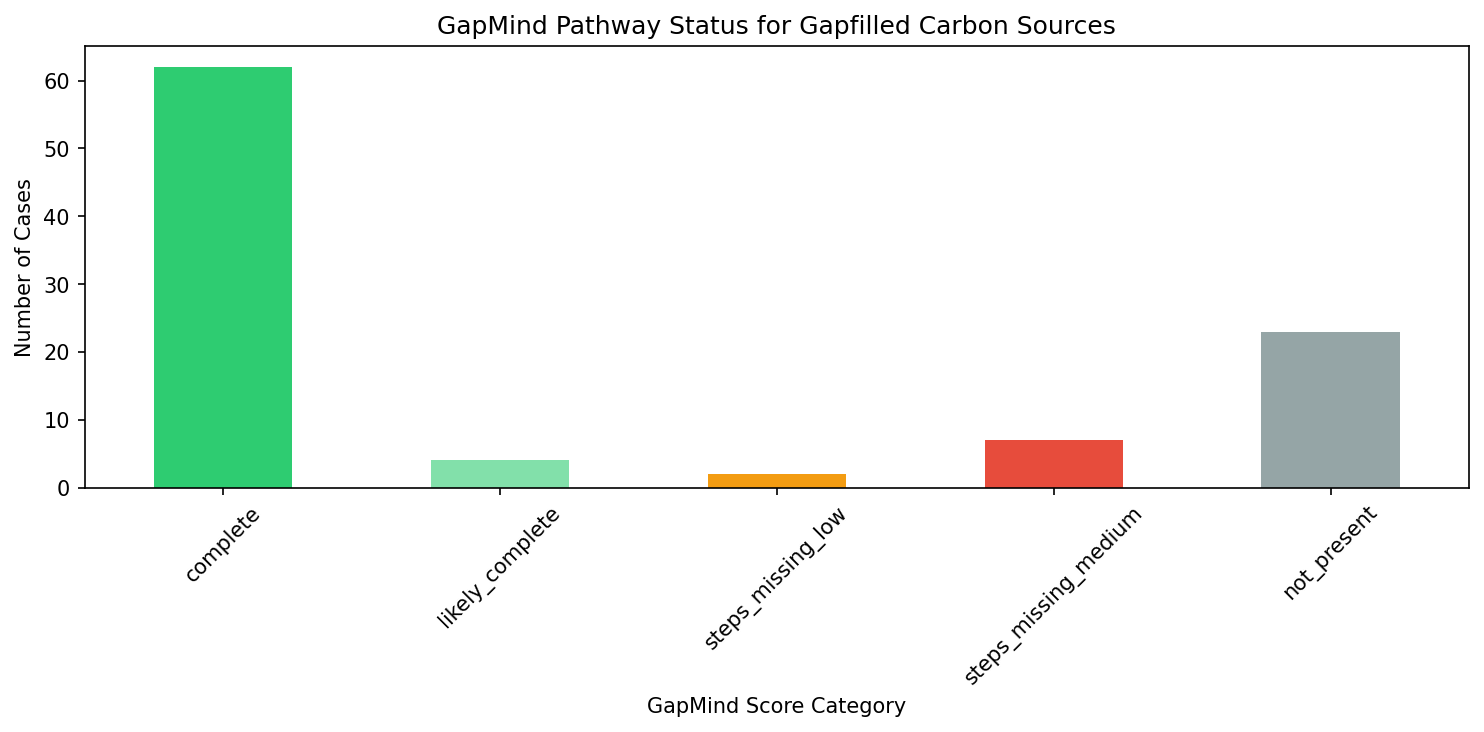 GapMind Pathway Status for Gapfilled Carbon Sources
Number of Cases
60
50
40
30
20
10
0
complete
likely_complete
steps_missing_low
steps_missing_medium
not_present
GapMind Score Category